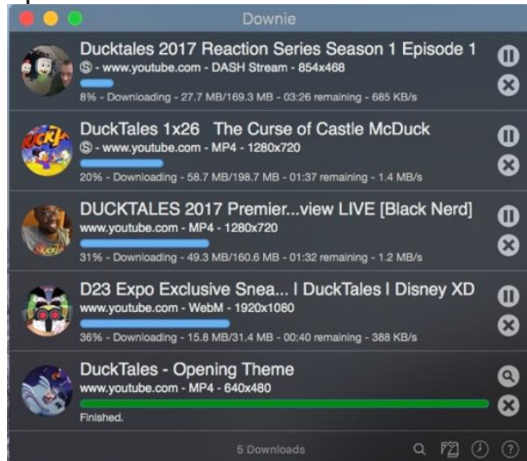 Downie
Ducktales 2017 Reaction Series Season 1 Episode 1
Ⓢ - www.youtube.com - DASH Stream - 854x468
8% - Downloading - 27.7 MB/169.3 MB - 03:26 remaining - 685 KB/s
DuckTales 1x26 The Curse of Castle McDuck
Ⓢ - www.youtube.com - MP4 - 1280x720
20% - Downloading - 58.7 MB/198.7 MB - 01:37 remaining - 1.4 MB/s
DUCKTALES 2017 Premier...view LIVE [Black Nerd]
www.youtube.com - MP4 - 1280x720
31% - Downloading - 49.3 MB/160.6 MB - 01:32 remaining - 1.2 MB/s
D23 Expo Exclusive Snea... l DuckTales l Disney XD
www.youtube.com - WebM - 1920x1080
36% - Downloading - 15.8 MB/31.4 MB - 00:40 remaining - 388 KB/s
DuckTales - Opening Theme
www.youtube.com - MP4 - 640x480
Finished.
5 Downloads